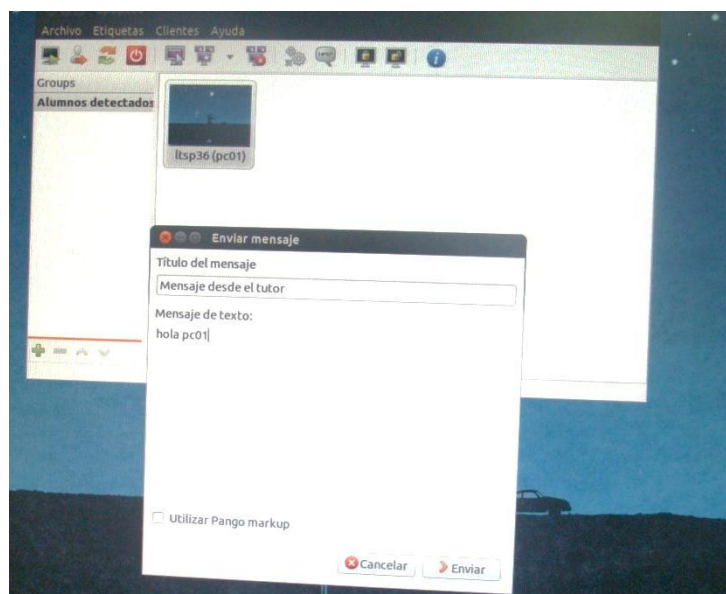 Archivo Etiquetas Clientes Ayuda
Groups
Alumnos detectados
ltsp36 (pc01)
Enviar mensaje
Título del mensaje
Mensaje desde el tutor
Mensaje de texto:
hola pc01
Utilizar Pango markup
Cancelar
Enviar